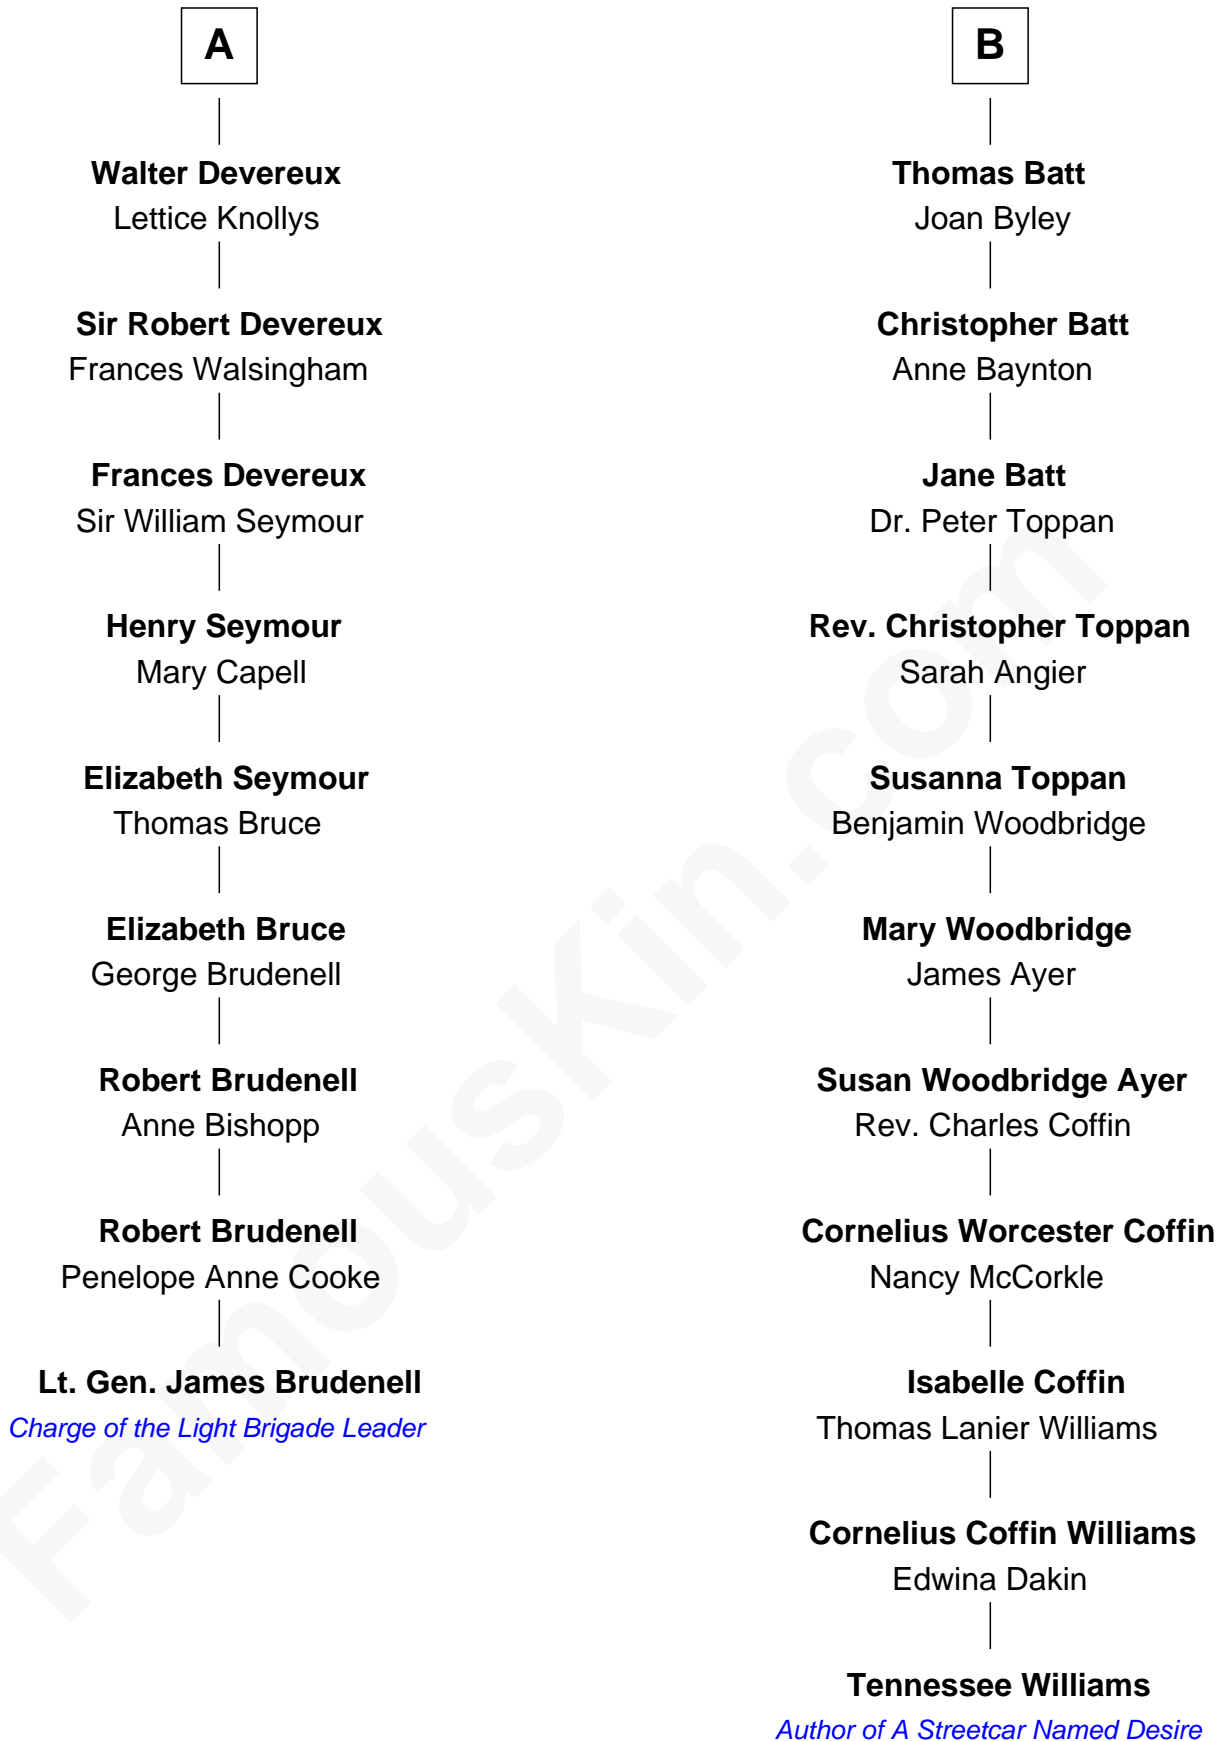 A
Walter Devereux
Lettice Knollys
Sir Robert Devereux
Frances Walsingham
Frances Devereux
Sir William Seymour
Henry Seymour
Mary Capell
Elizabeth Seymour
Thomas Bruce
Elizabeth Bruce
George Brudenell
Robert Brudenell
Anne Bishopp
Robert Brudenell
Penelope Anne Cooke
Lt. Gen. James Brudenell
Charge of the Light Brigade Leader
B
Thomas Batt
Joan Byley
Christopher Batt
Anne Baynton
Jane Batt
Dr. Peter Toppan
Rev. Christopher Toppan
Sarah Angier
Susanna Toppan
Benjamin Woodbridge
Mary Woodbridge
James Ayer
Susan Woodbridge Ayer
Rev. Charles Coffin
Cornelius Worcester Coffin
Nancy McCorkle
Isabelle Coffin
Thomas Lanier Williams
Cornelius Coffin Williams
Edwina Dakin
Tennessee Williams
Author of A Streetcar Named Desire
FamousKin.com